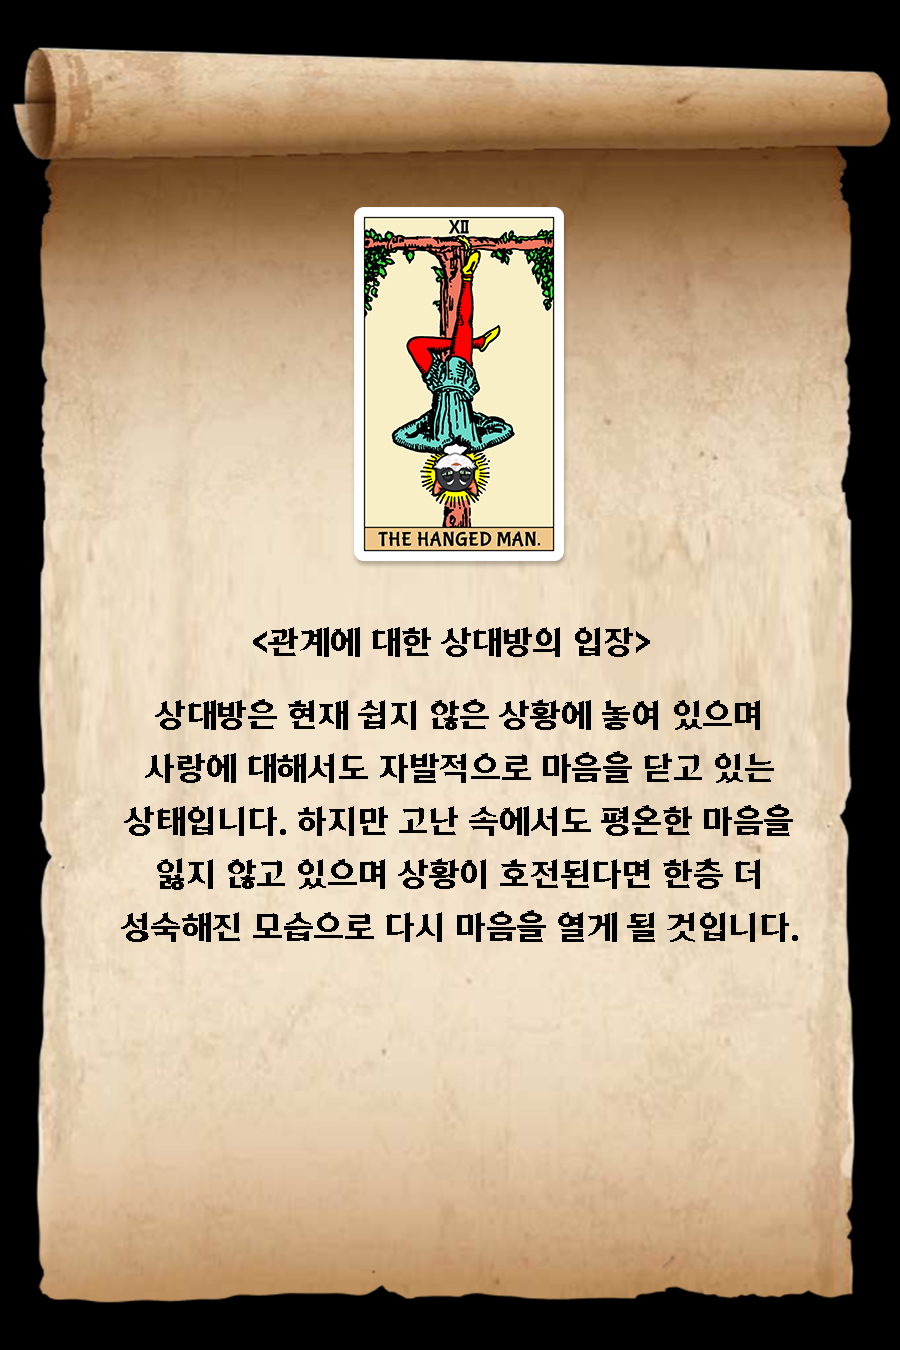 XII
THE HANGED MAN.
<관계에 대한 상대방의 입장>
상대방은 현재 쉽지 않은 상황에 놓여 있으며
사랑에 대해서도 자발적으로 마음을 닫고 있는
상태입니다. 하지만 고난 속에서도 평온한 마음을
잃지 않고 있으며 상황이 호전된다면 한층 더
성숙해진 모습으로 다시 마음을 열게 될 것입니다.